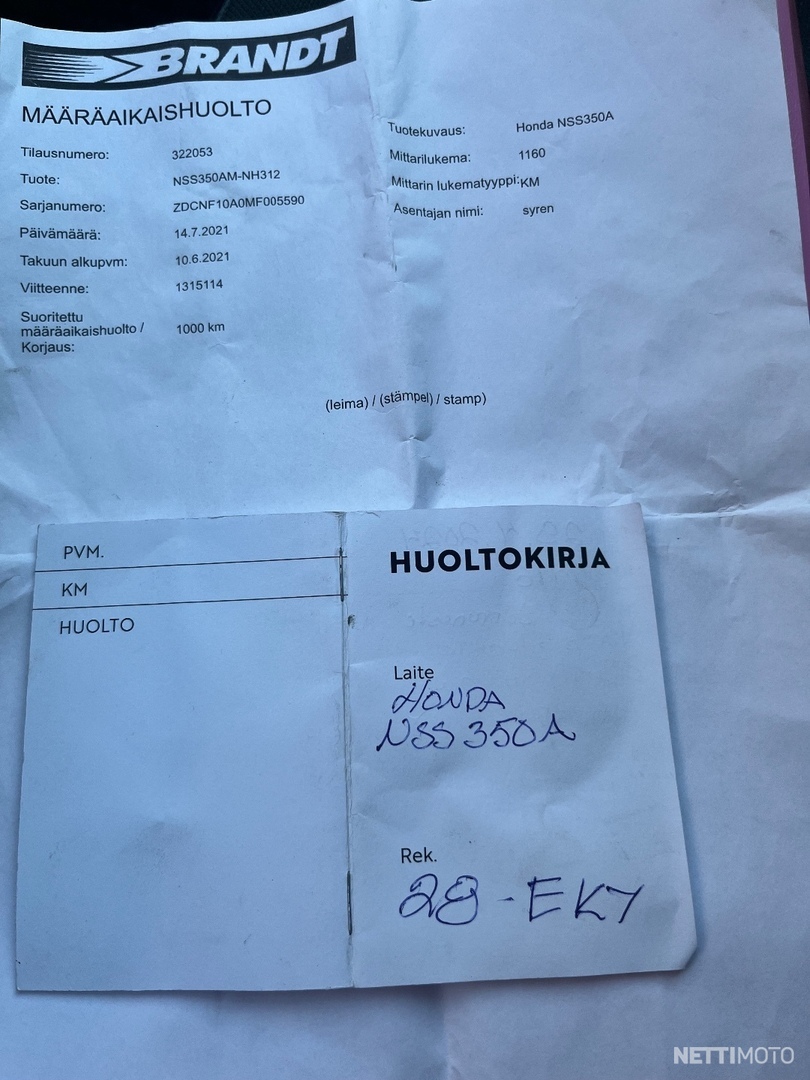 BRANDT
MÄÄRÄAIKAISHUOLTO
Tilausnumero: 322053
Tuote: NSS350AM-NH312
Sarjanumero: ZDCNF10A0MF005590
Päivämäärä: 14.7.2021
Takuun alkupvm: 10.6.2021
Viitteenne: 1315114
Suoritettu
määräaikaishuolto / 1000 km
Korjaus:
Tuotekuvaus: Honda NSS350A
Mittarilukema: 1160
Mittarin lukematyyppi: KM
Asentajan nimi: syren
(leima) / (stämpel) / stamp)
PVM.
KM
HUOLTO
HUOLTOKIRJA
Laite
HONDA
NSS 350A
Rek.
28-EKY
NETTIMOTO